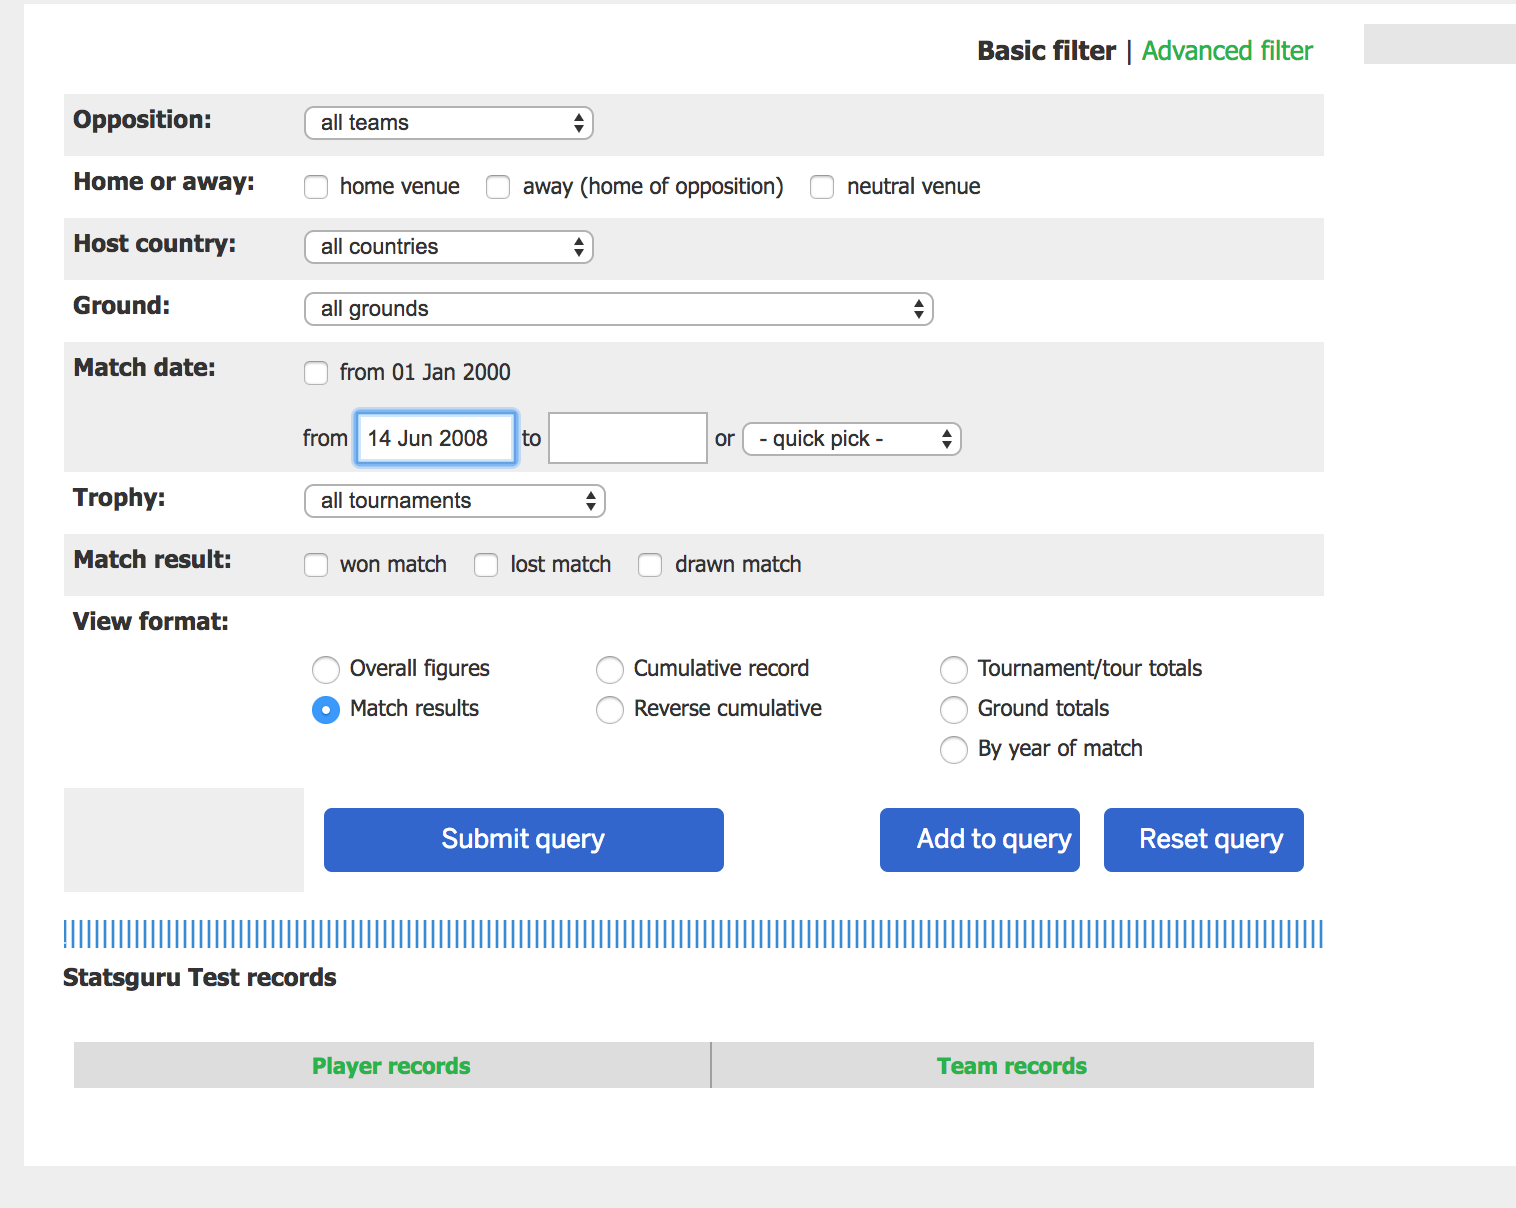 Basic filter | Advanced filter
Opposition: all teams
Home or away: home venue away (home of opposition) neutral venue
Host country: all countries
Ground: all grounds
Match date: from 01 Jan 2000
from 14 Jun 2008 to or - quick pick -
Trophy: all tournaments
Match result: won match lost match drawn match
View format:
Overall figures Cumulative record Tournament/tour totals
Match results Reverse cumulative Ground totals
By year of match
Submit query Add to query Reset query
Statsguru Test records
Player records Team records